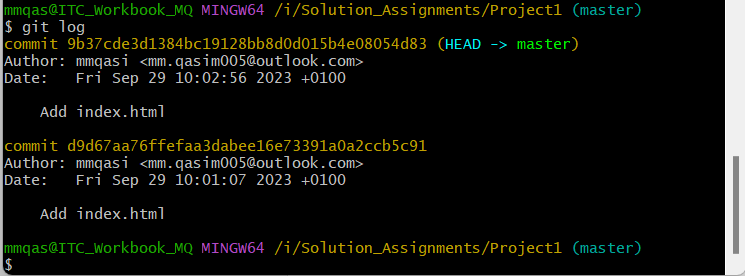 mmqas@ITC_Workbook_MQ MINGW64 /i/Solution_Assignments/Project1 (master)
$ git log
commit 9b37cde3d1384bc19128bb8d0d015b4e08054d83 (HEAD -> master)
Author: mmqasi <mm.qasim005@outlook.com>
Date:   Fri Sep 29 10:02:56 2023 +0100
    Add index.html
commit d9d67aa76ffefaa3dabee16e73391a0a2ccb5c91
Author: mmqasi <mm.qasim005@outlook.com>
Date:   Fri Sep 29 10:01:07 2023 +0100
    Add index.html
mmqas@ITC_Workbook_MQ MINGW64 /i/Solution_Assignments/Project1 (master)
$